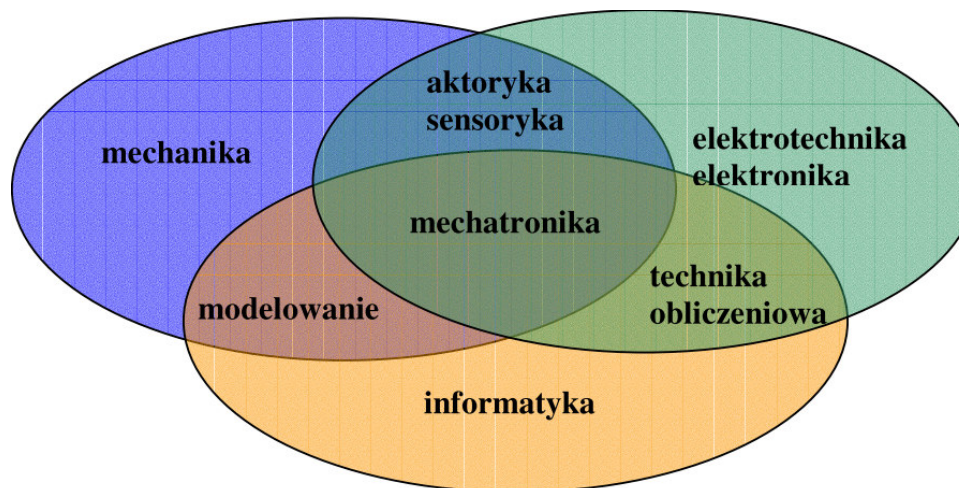 aktoryka
sensoryka
mechanika
elektrotechnika
elektronika
mechatronika
technika
obliczeniowa
modelowanie
informatyka